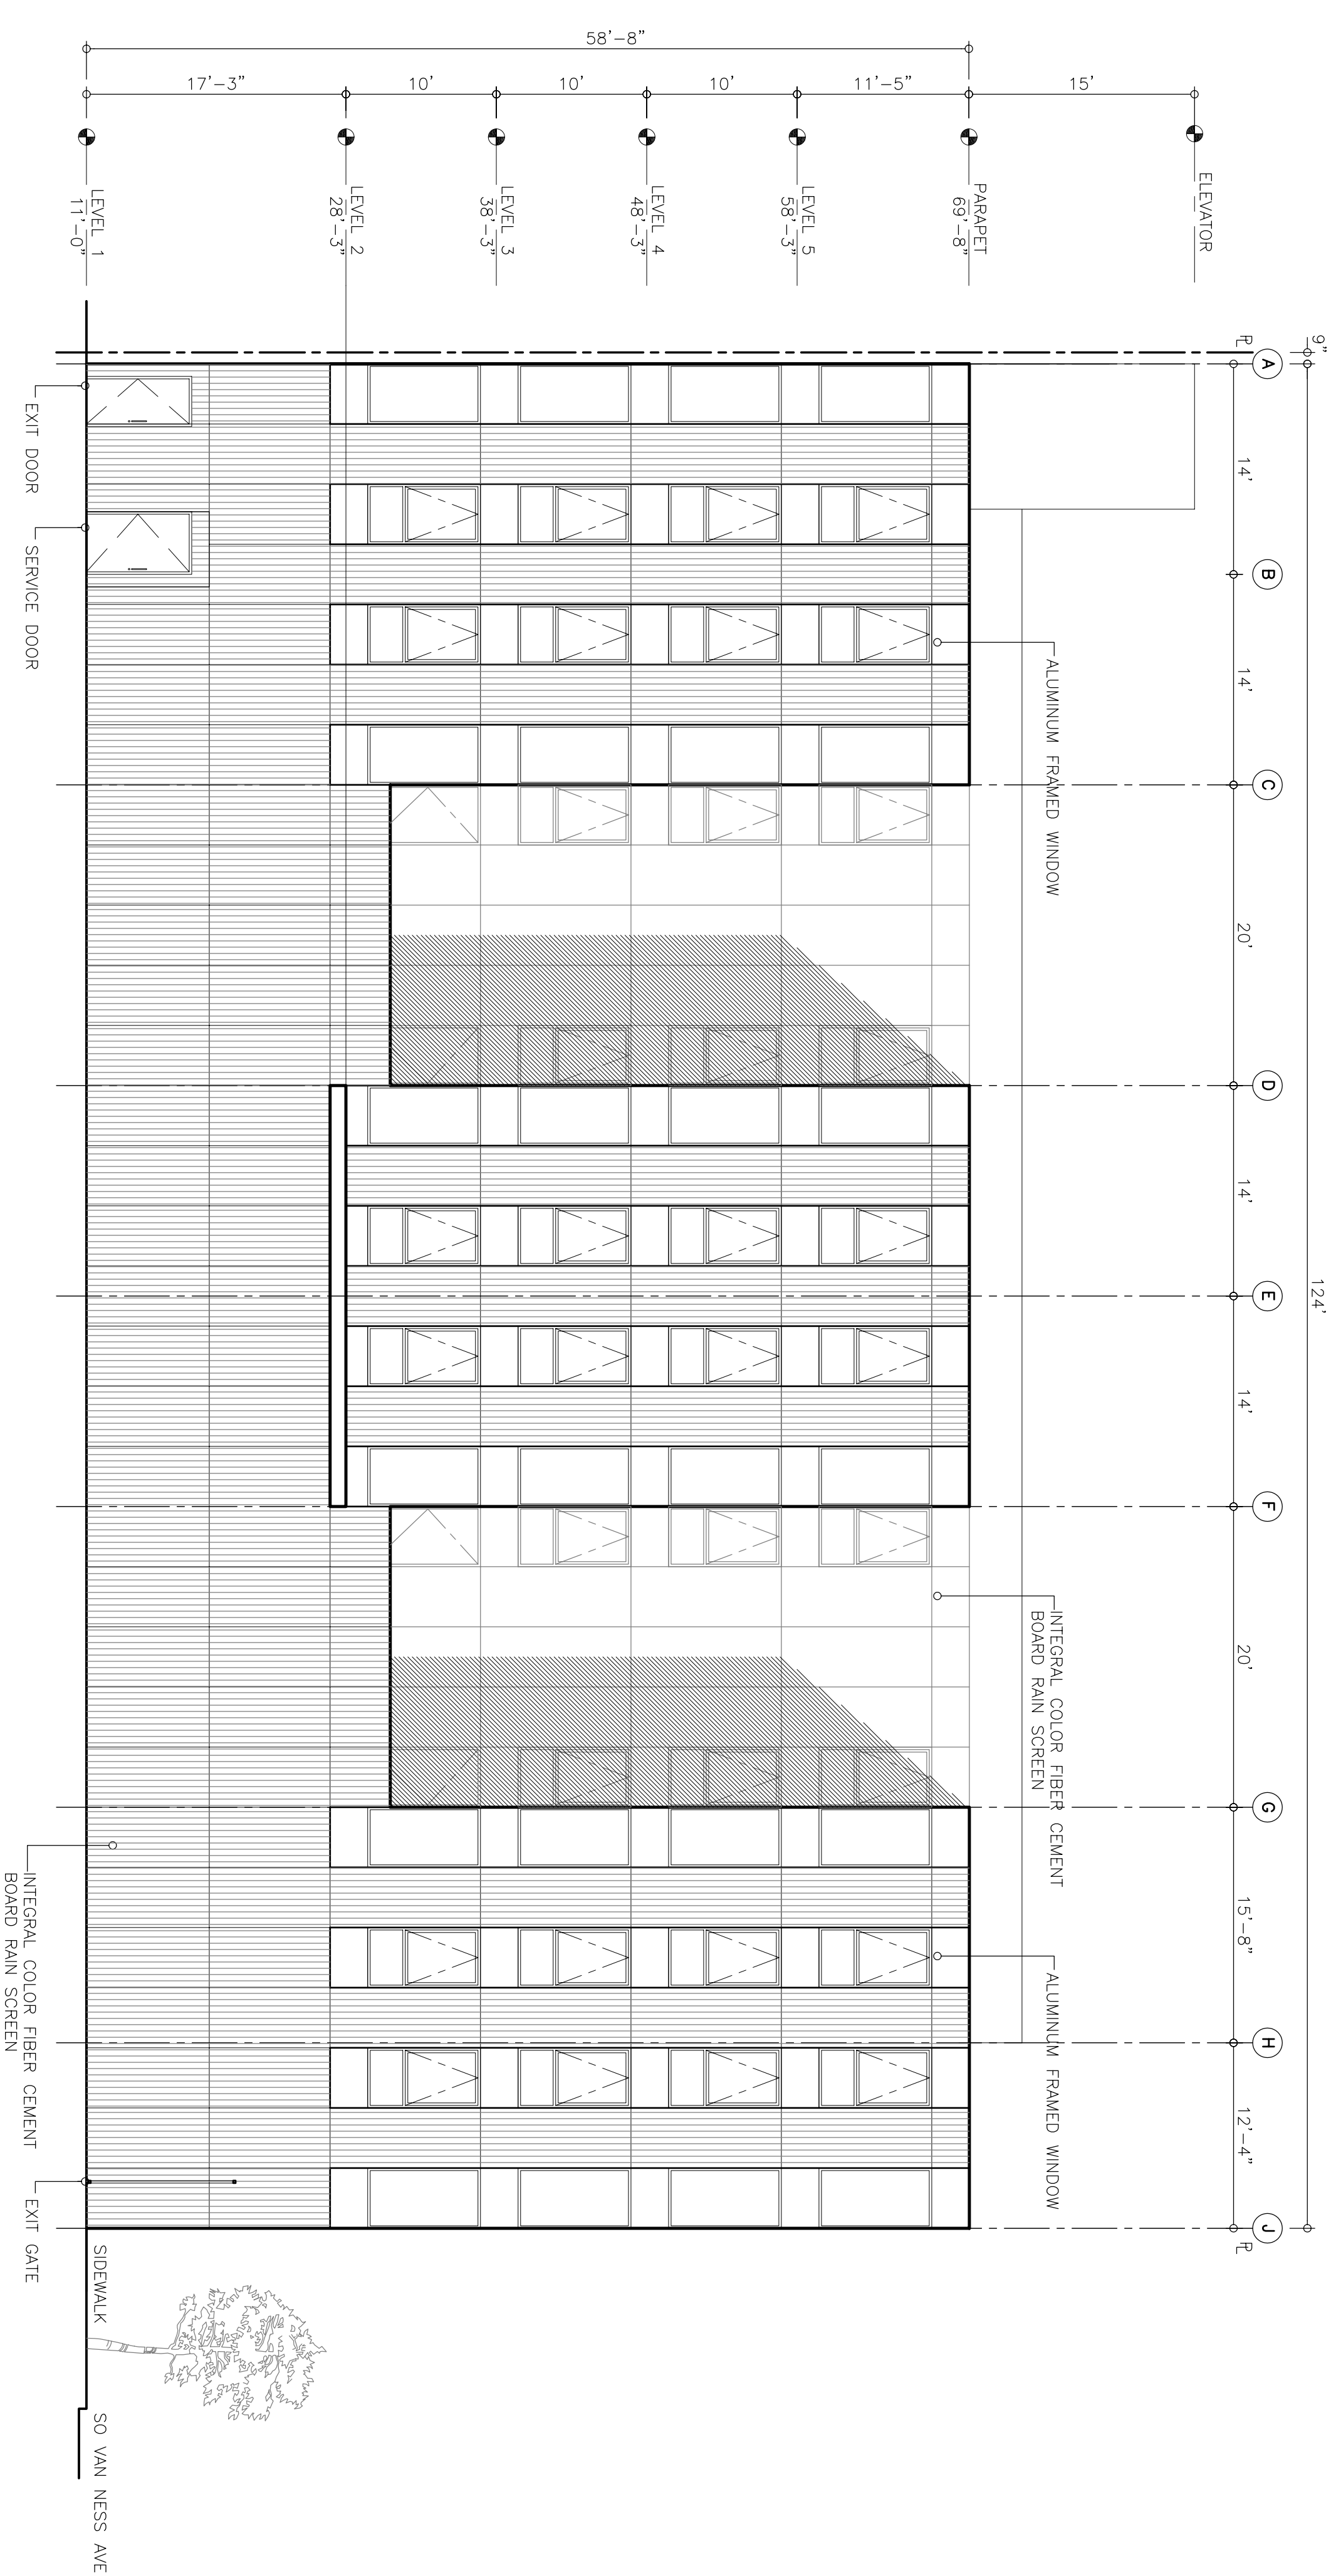 9"
124'
A
B
C
D
E
F
G
H
J
PL
14'
14'
20'
14'
14'
20'
15'-8"
12'-4"
PL
ELEVATOR
15'
PARAPET
69'-8"
58'-8"
11'-5"
LEVEL 5
58'-3"
10'
LEVEL 4
48'-3"
10'
LEVEL 3
38'-3"
10'
LEVEL 2
28'-3"
17'-3"
LEVEL 1
11'-0"
ALUMINUM FRAMED WINDOW
INTEGRAL COLOR FIBER CEMENT
BOARD RAIN SCREEN
ALUMINUM FRAMED WINDOW
SIDEWALK
SO VAN NESS AVE
EXIT DOOR
SERVICE DOOR
INTEGRAL COLOR FIBER CEMENT
BOARD RAIN SCREEN
EXIT GATE